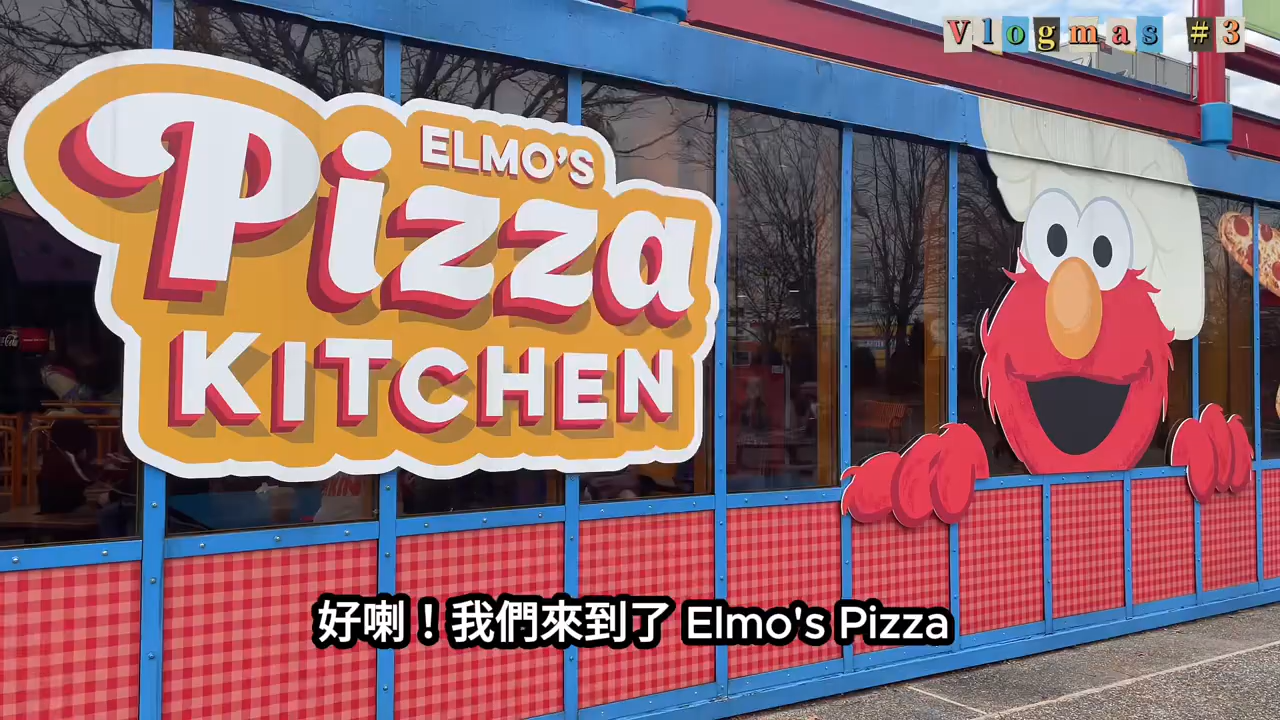 Vlogmas #3
ELMO'S
Pizza
KITCHEN
好喇！我們來到了 Elmo's Pizza